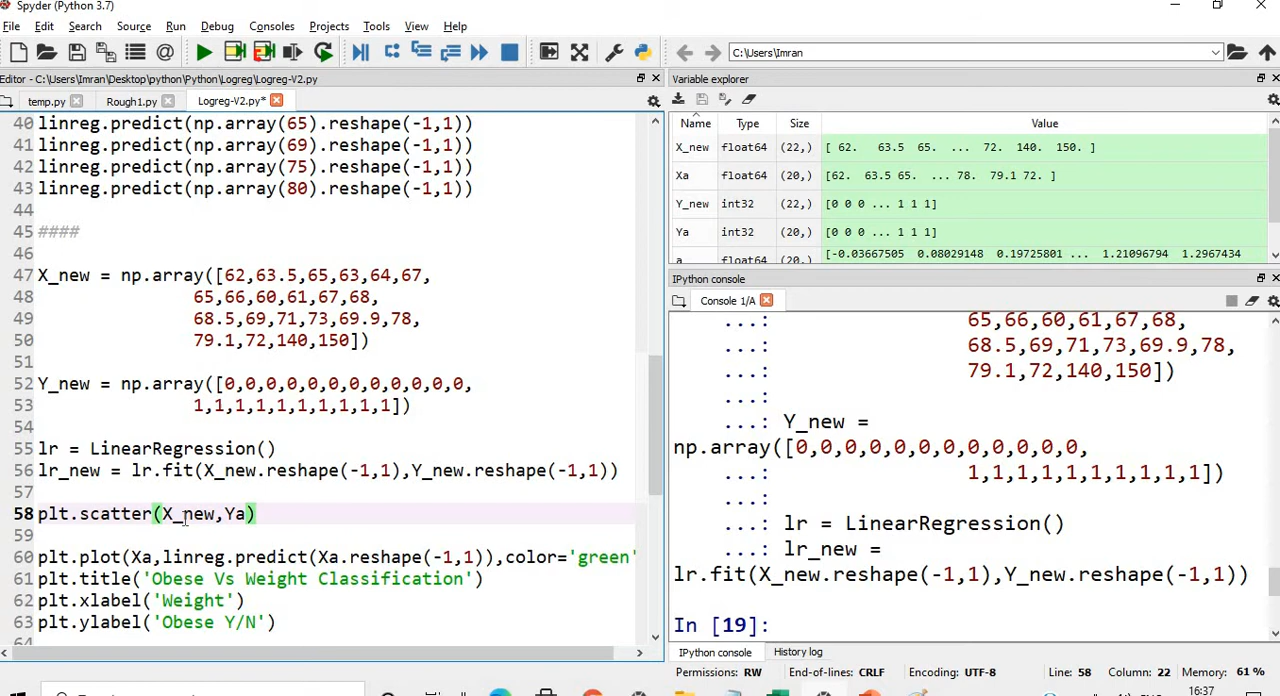 Spyder (Python 3.7)
File Edit Search Source Run Debug Consoles Projects Tools View Help
C:\Users\Imran
Editor - C:\Users\Imran\Desktop\python\Python\Logreg\Logreg-V2.py
Variable explorer
temp.py Rough1.py Logreg-V2.py*
40 linreg.predict(np.array(65).reshape(-1,1))
41 linreg.predict(np.array(69).reshape(-1,1))
42 linreg.predict(np.array(75).reshape(-1,1))
43 linreg.predict(np.array(80).reshape(-1,1))
44
45 ####
46
47 X_new = np.array([62,63.5,65,63,64,67,
48 65,66,60,61,67,68,
49 68.5,69,71,73,69.9,78,
50 79.1,72,140,150])
51
52 Y_new = np.array([0,0,0,0,0,0,0,0,0,0,0,0,
53 1,1,1,1,1,1,1,1,1,1])
54
55 lr = LinearRegression()
56 lr_new = lr.fit(X_new.reshape(-1,1),Y_new.reshape(-1,1))
57
58 plt.scatter(X_new,Ya)
59
60 plt.plot(Xa,linreg.predict(Xa.reshape(-1,1)),color='green'
61 plt.title('Obese Vs Weight Classification')
62 plt.xlabel('Weight')
63 plt.ylabel('Obese Y/N')
Name Type Size Value
X_new float64 (22,) [ 62. 63.5 65. ... 72. 140. 150. ]
Xa float64 (20,) [62. 63.5 65. ... 78. 79.1 72. ]
Y_new int32 (22,) [0 0 0 ... 1 1 1]
Ya int32 (20,) [0 0 0 ... 1 1 1]
a float64 (20,) [-0.03667505 0.08029148 0.19725801 ... 1.21096794 1.2967434
IPython console
Console 1/A
...: 65,66,60,61,67,68,
...: 68.5,69,71,73,69.9,78,
...: 79.1,72,140,150])
...:
...: Y_new =
np.array([0,0,0,0,0,0,0,0,0,0,0,0,
...: 1,1,1,1,1,1,1,1,1,1])
...:
...: lr = LinearRegression()
...: lr_new =
lr.fit(X_new.reshape(-1,1),Y_new.reshape(-1,1))
In [19]:
IPython console History log
Permissions: RW End-of-lines: CRLF Encoding: UTF-8 Line: 58 Column: 22 Memory: 61 %
16:37